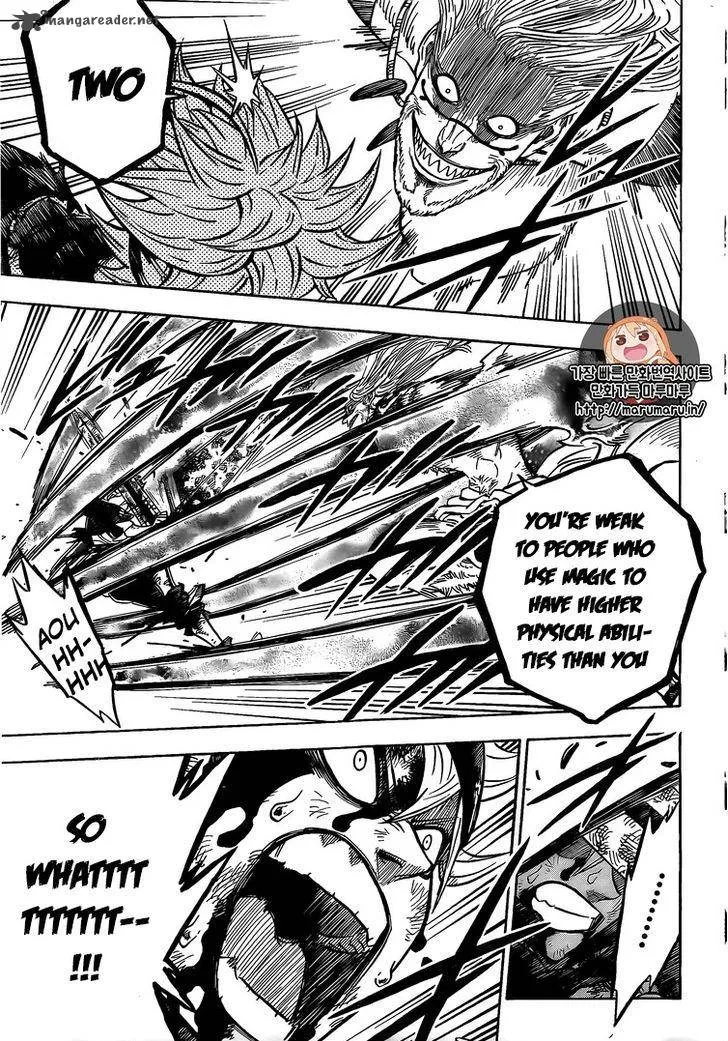 mangareader.net
TWO
가장 빠른 만화번역사이트
만화가득 마루마루
http://marumaru.in/
YOU'RE WEAK
TO PEOPLE WHO
USE MAGIC TO
HAVE HIGHER
PHYSICAL ABILI-
TIES THAN YOU
AOU
HH-
HHH
SO
WHATTTT
TTTTTTT--
!!!
........